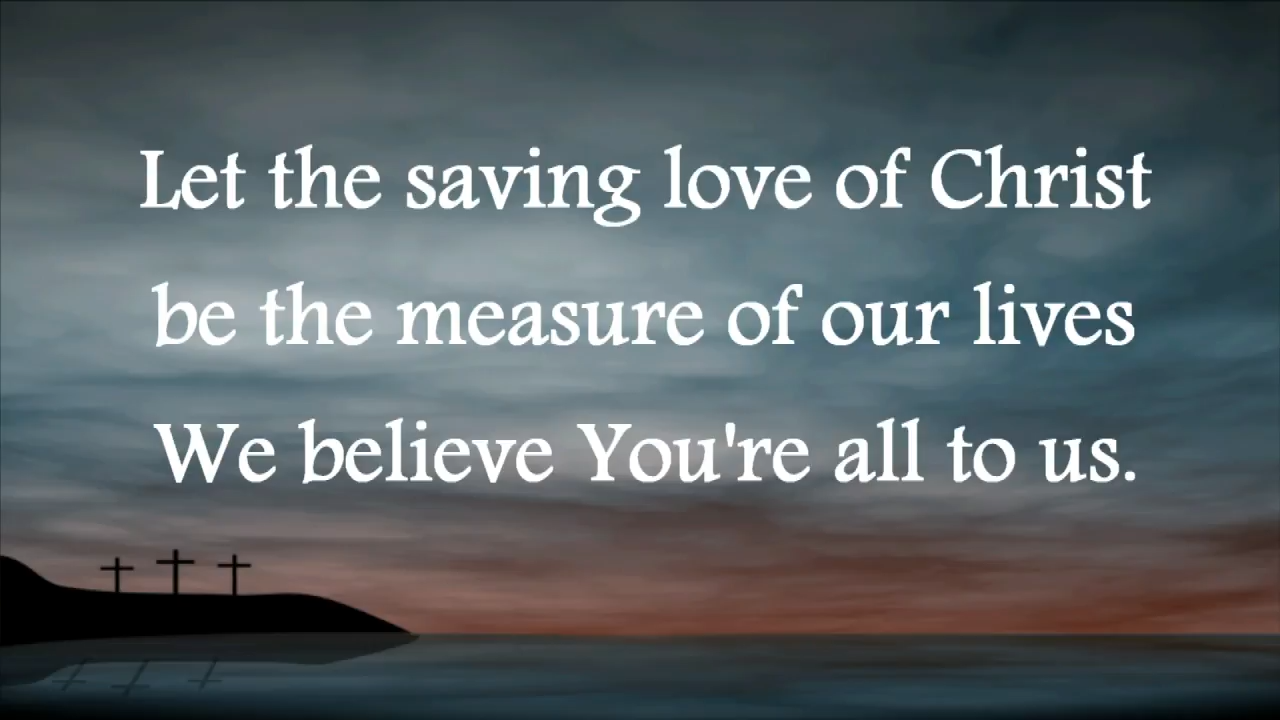 Let the saving love of Christ
be the measure of our lives
We believe You're all to us.